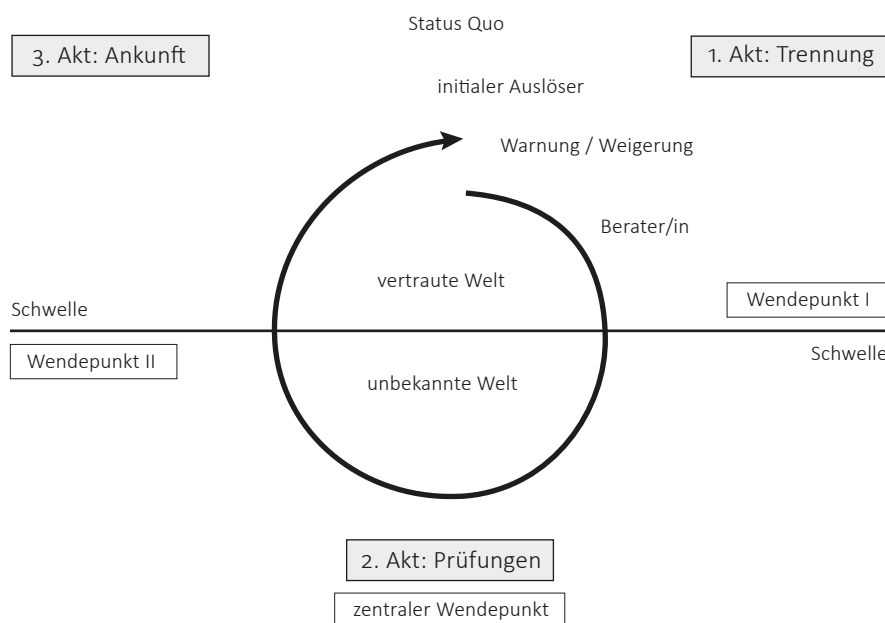 Status Quo
3. Akt: Ankunft
1. Akt: Trennung
initialer Auslöser
Warnung / Weigerung
Berater/in
vertraute Welt
Wendepunkt I
Schwelle
Schwelle
Wendepunkt II
unbekannte Welt
2. Akt: Prüfungen
zentraler Wendepunkt